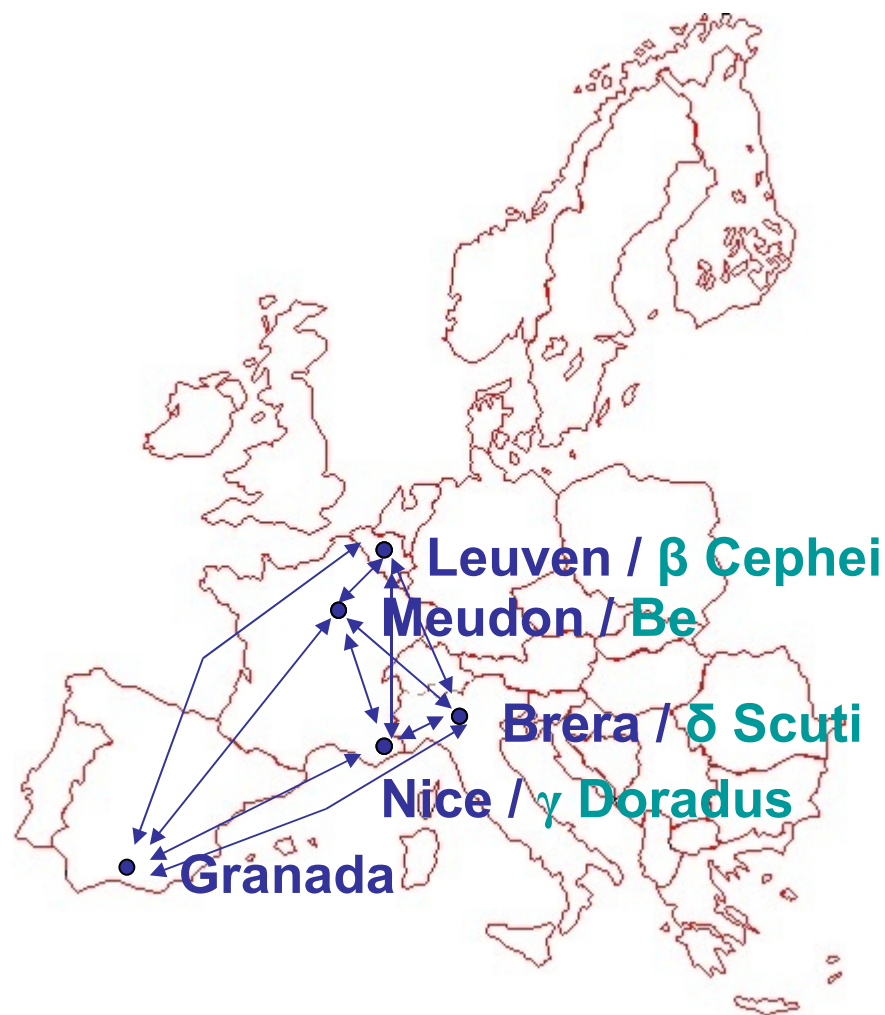 Leuven / β Cephei
Meudon / Be
Brera / δ Scuti
Nice / γ Doradus
Granada